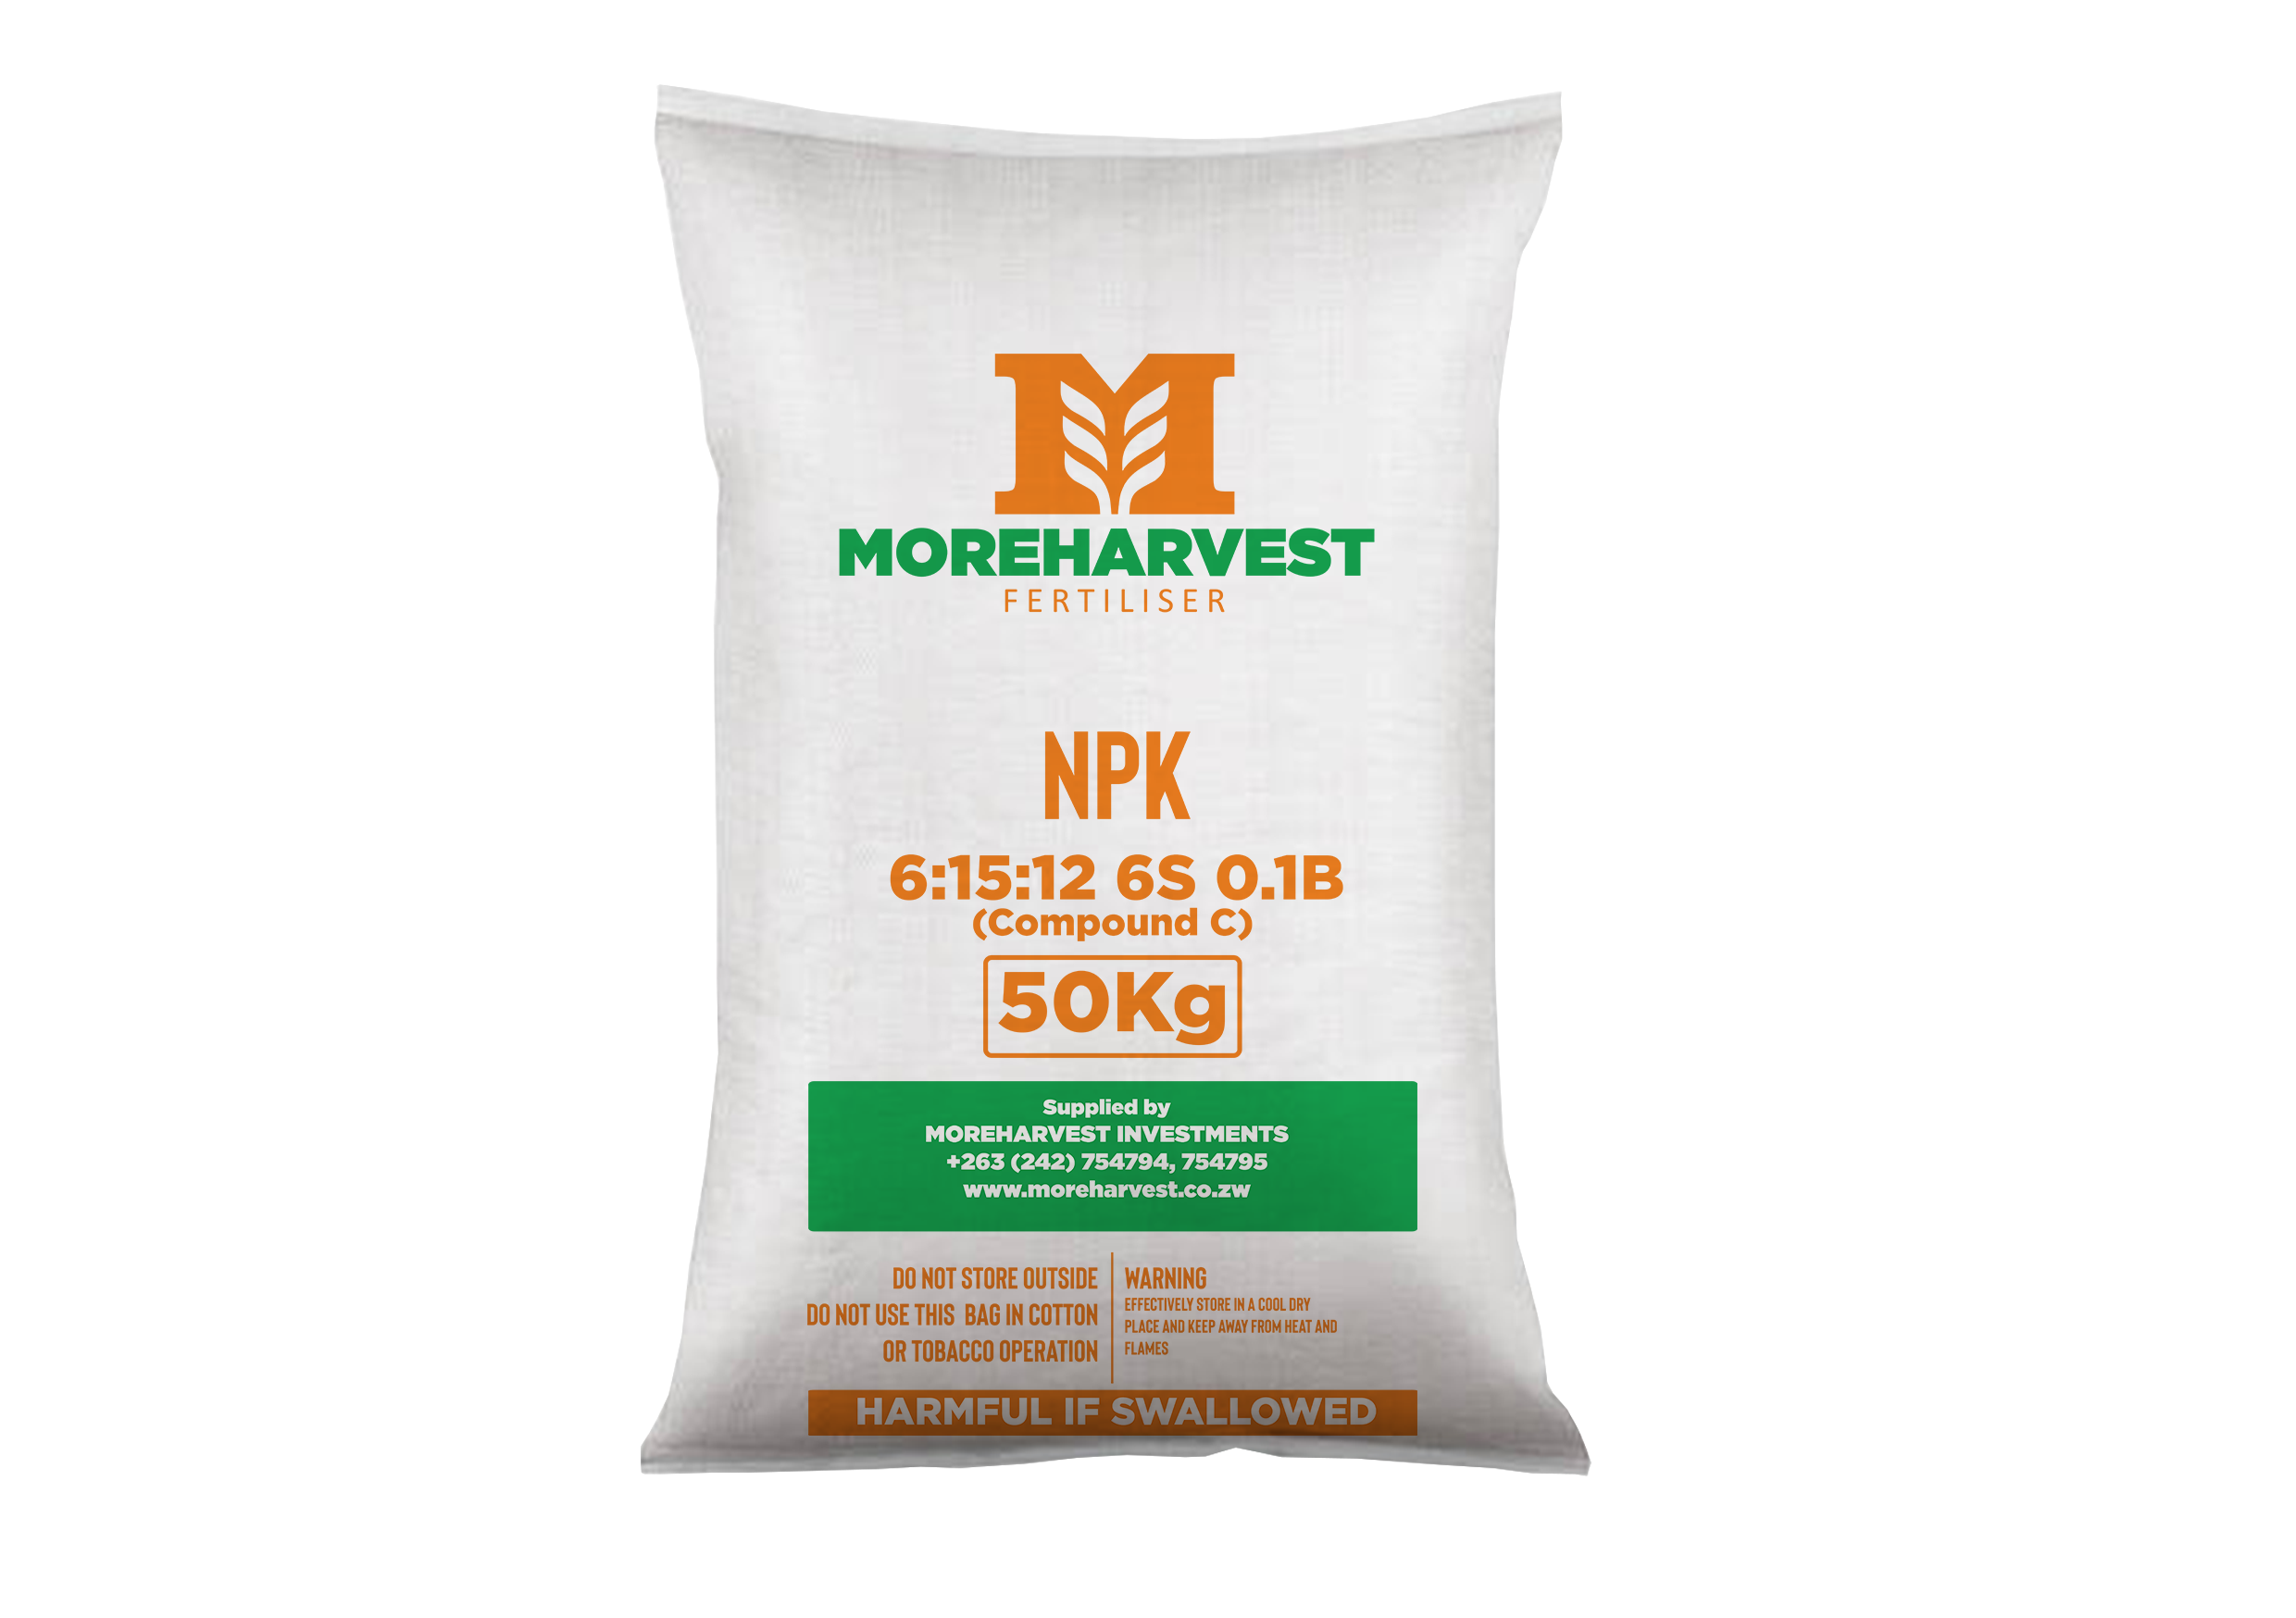 M
MOREHARVEST
FERTILISER
NPK
6:15:12 6S 0.1B
(Compound C)
50Kg
Supplied by
MOREHARVEST INVESTMENTS
+263 (242) 754794, 754795
www.moreharvest.co.zw
DO NOT STORE OUTSIDE
DO NOT USE THIS BAG IN COTTON
OR TOBACCO OPERATION
WARNING
EFFECTIVELY STORE IN A COOL DRY
PLACE AND KEEP AWAY FROM HEAT AND
FLAMES
HARMFUL IF SWALLOWED